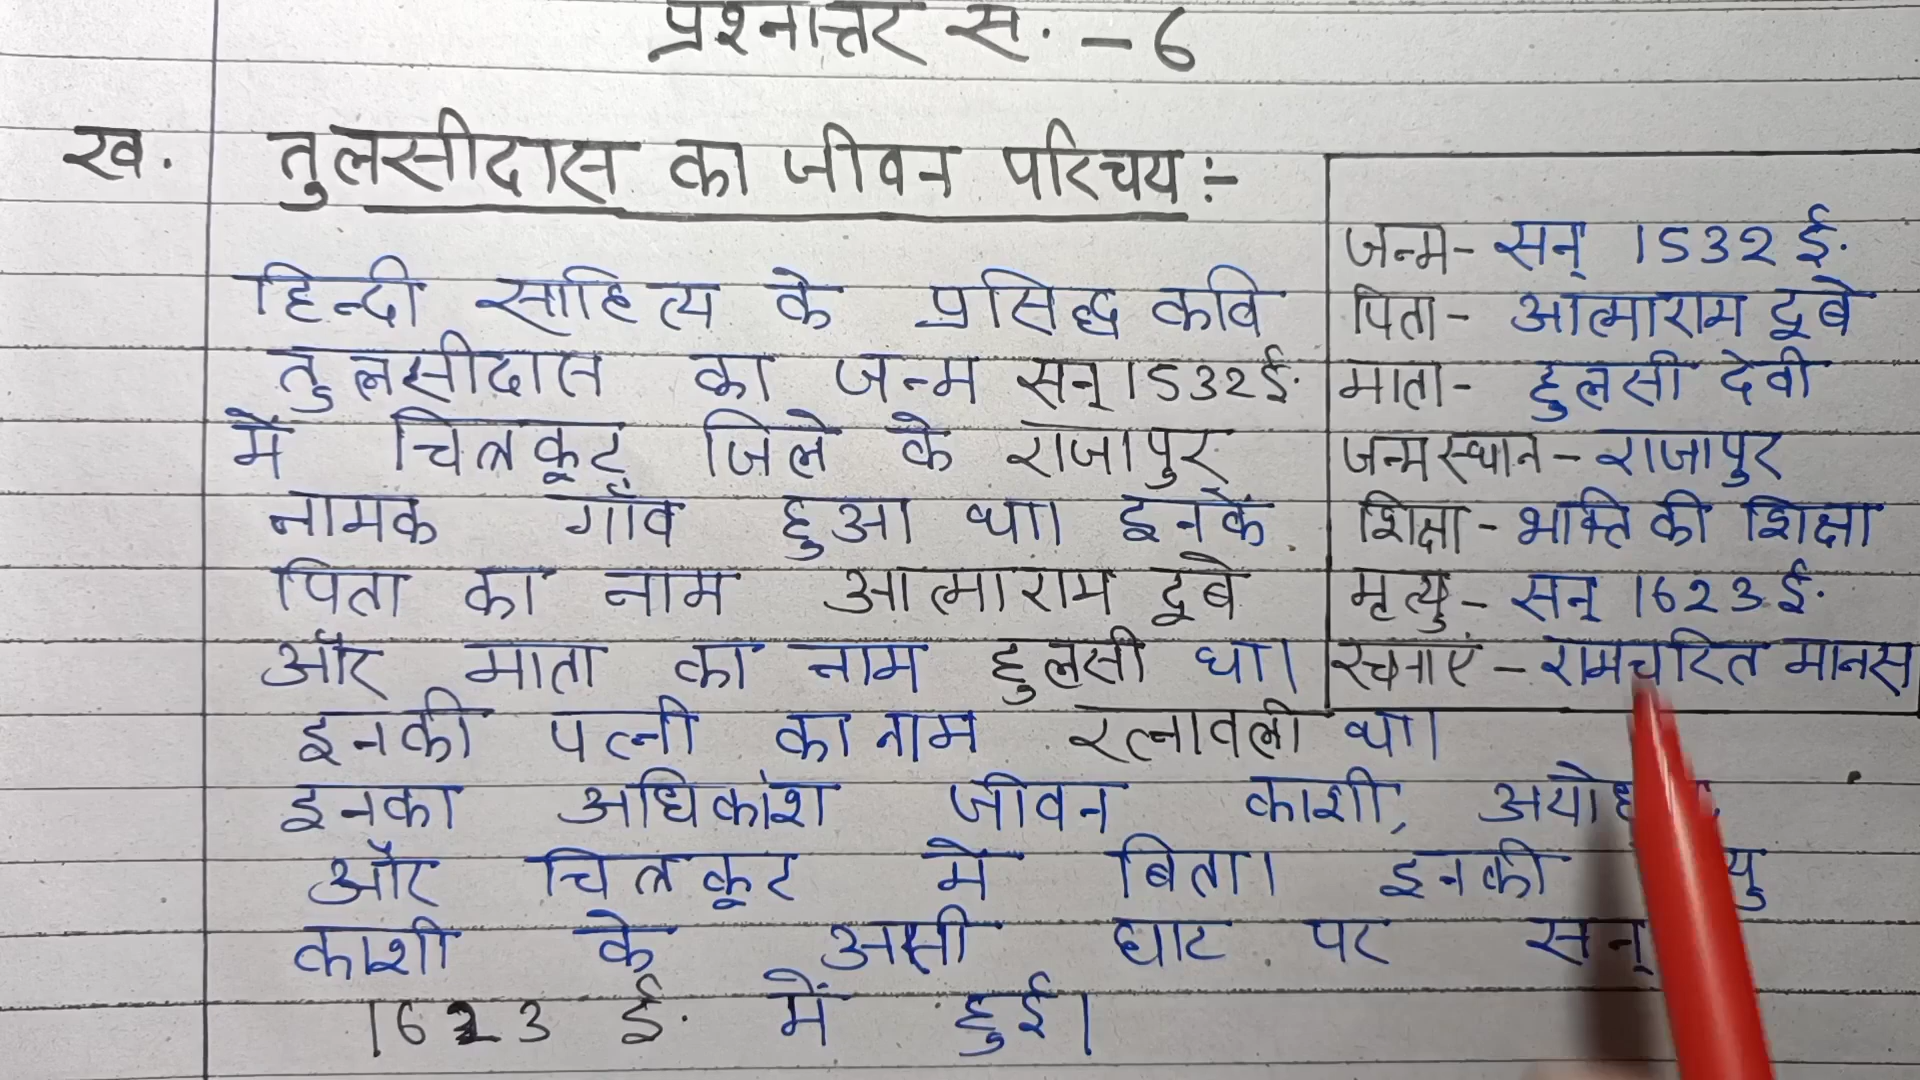 प्रश्नोत्तर सं. - 6
ख. तुलसीदास का जीवन परिचय :-
हिन्दी साहित्य के प्रसिद्ध कवि
तुलसीदास का जन्म सन् 1532 ई.
में चित्रकूट जिले के राजापुर
नामक गाँव हुआ था। इनके
पिता का नाम आत्माराम दूबे
और माता का नाम हुलसी था।
इनकी पत्नी का नाम रत्नावली था।
इनका अधिकांश जीवन काशी,
और चित्रकूट में बिता। इनकी
काशी के असी घाट पर सन्
1623 ई. में हुई।
जन्म - सन् 1532 ई.
पिता - आत्माराम दूबे
माता - हुलसी देवी
जन्मस्थान - राजापुर
शिक्षा - भक्ति की शिक्षा
मृत्यु - सन् 1623 ई.
रचनाएं - रामचरित मानस